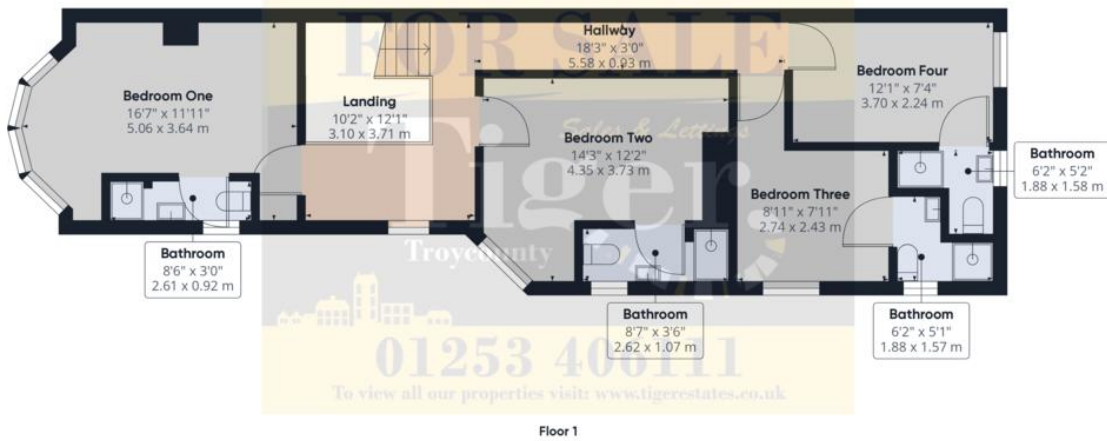 FOR SALE
Hallway
18'3" x 3'0"
5.58 x 0.93 m
Bedroom One
16'7" x 11'11"
5.06 x 3.64 m
Landing
10'2" x 12'1"
3.10 x 3.71 m
Bedroom Four
12'1" x 7'4"
3.70 x 2.24 m
Sales & Lettings
Bedroom Two
14'3" x 12'2"
4.35 x 3.73 m
Tiger
Bathroom
6'2" x 5'2"
1.88 x 1.58 m
Bedroom Three
8'11" x 7'11"
2.74 x 2.43 m
Troycounty
Bathroom
8'6" x 3'0"
2.61 x 0.92 m
Bathroom
8'7" x 3'6"
2.62 x 1.07 m
Bathroom
6'2" x 5'1"
1.88 x 1.57 m
01253 406111
To view all our properties visit: www.tigerestates.co.uk
Floor 1